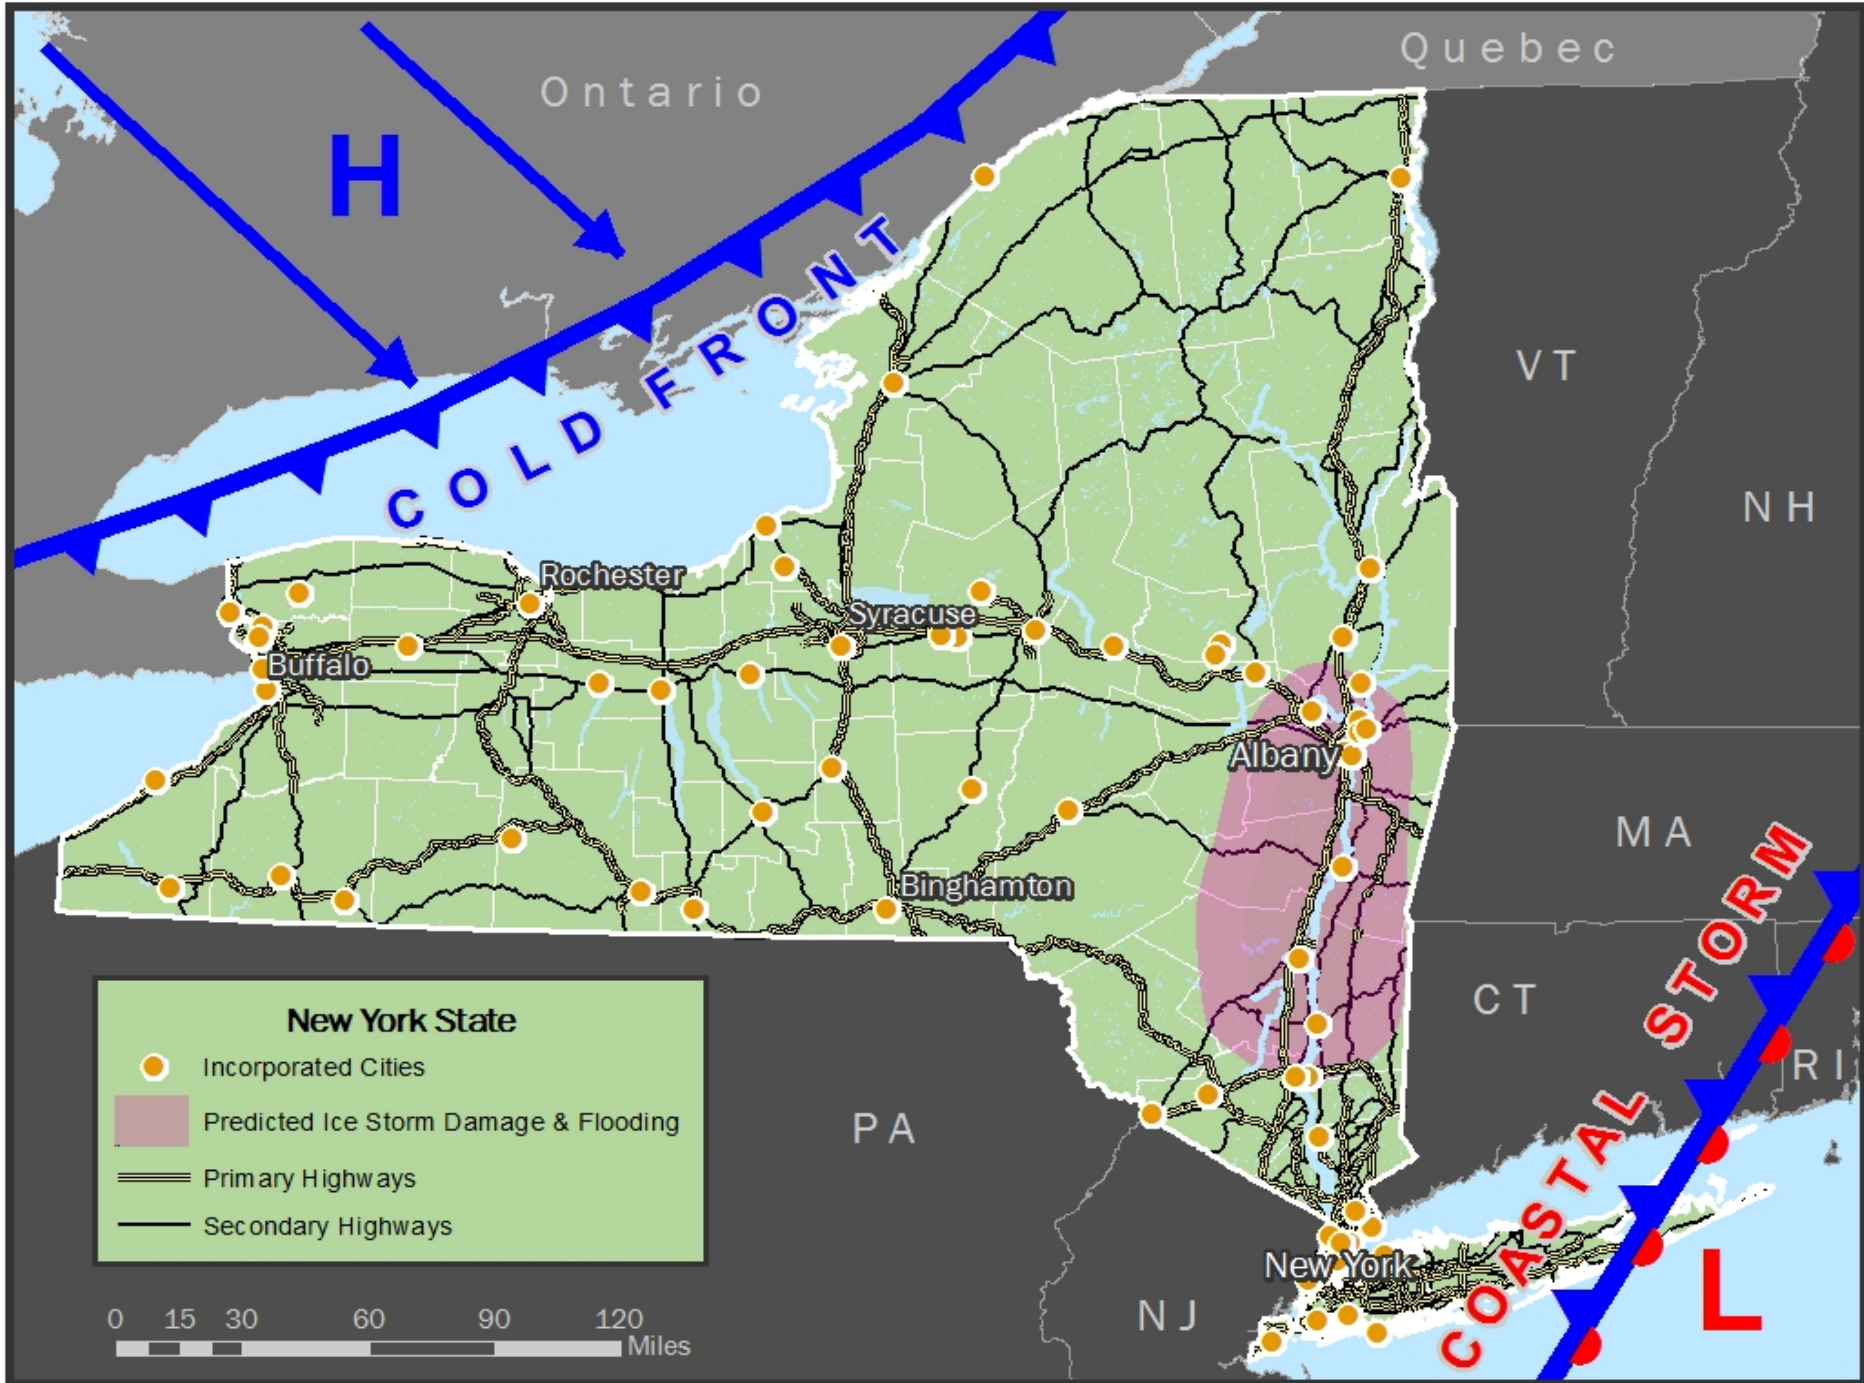 Quebec
Ontario
H
COLD FRONT
VT
NH
Rochester
Syracuse
Buffalo
Albany
MA
Binghamton
COASTAL STORM
CT
RI
PA
New York
NJ
L
New York State
Incorporated Cities
Predicted Ice Storm Damage & Flooding
Primary Highways
Secondary Highways
0 15 30 60 90 120
Miles